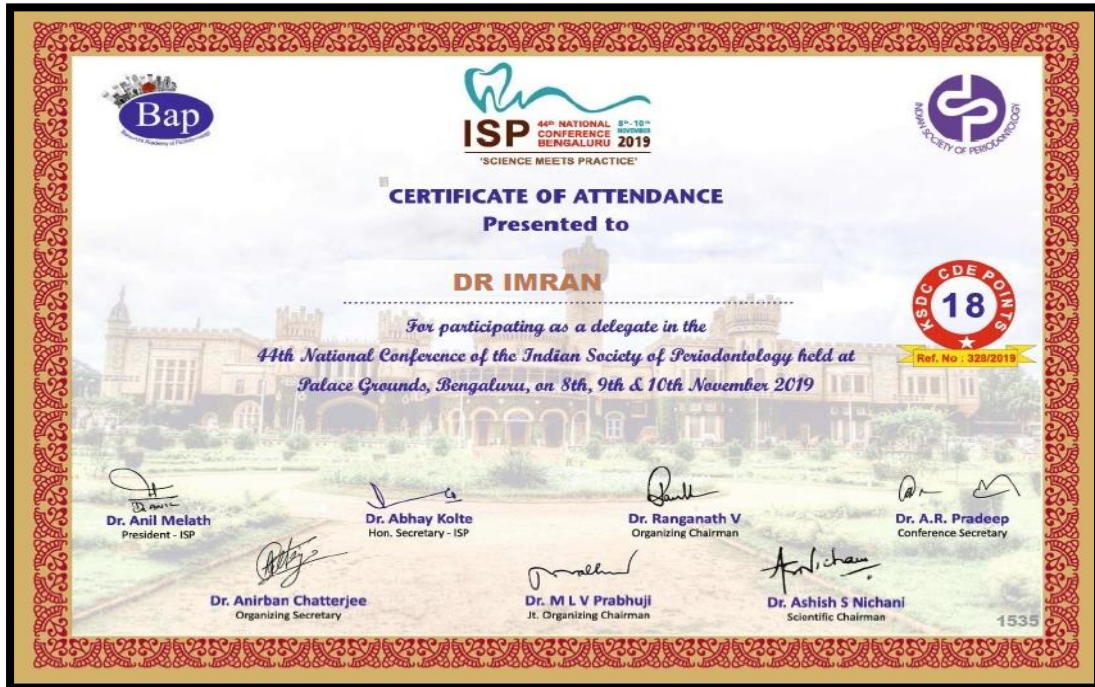 Bap
Bangalore Academy of Periodontology
ISP
44th NATIONAL
CONFERENCE
BENGALURU
8th - 10th
NOVEMBER
2019
'SCIENCE MEETS PRACTICE'
INDIAN SOCIETY OF PERIODONTOLOGY
CERTIFICATE OF ATTENDANCE
Presented to
DR IMRAN
KSDC CDE POINTS
18
Ref. No : 328/2019
For participating as a delegate in the
44th National Conference of the Indian Society of Periodontology held at
Palace Grounds, Bengaluru, on 8th, 9th & 10th November 2019
Dr. Anil Melath
President - ISP
Dr. Abhay Kolte
Hon. Secretary - ISP
Dr. Ranganath V
Organizing Chairman
Dr. A.R. Pradeep
Conference Secretary
Dr. Anirban Chatterjee
Organizing Secretary
Dr. M L V Prabhuji
Jt. Organizing Chairman
Dr. Ashish S Nichani
Scientific Chairman
1535